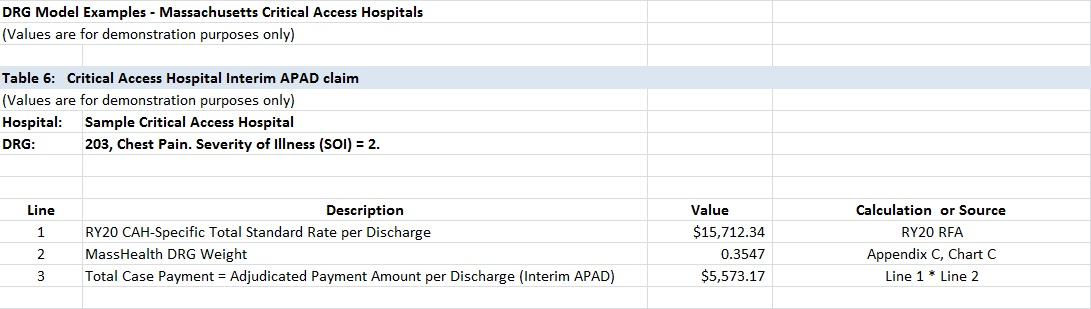 DRG Model Examples - Massachusetts Critical Access Hospitals
(Values are for demonstration purposes only)
Table 6: Critical Access Hospital Interim APAD claim
(Values are for demonstration purposes only)
Hospital: Sample Critical Access Hospital
DRG: 203, Chest Pain. Severity of Illness (SOI) = 2.
Line Description Value Calculation or Source
1 RY20 CAH-Specific Total Standard Rate per Discharge $15,712.34 RY20 RFA
2 MassHealth DRG Weight 0.3547 Appendix C, Chart C
3 Total Case Payment = Adjudicated Payment Amount per Discharge (Interim APAD) $5,573.17 Line 1 * Line 2